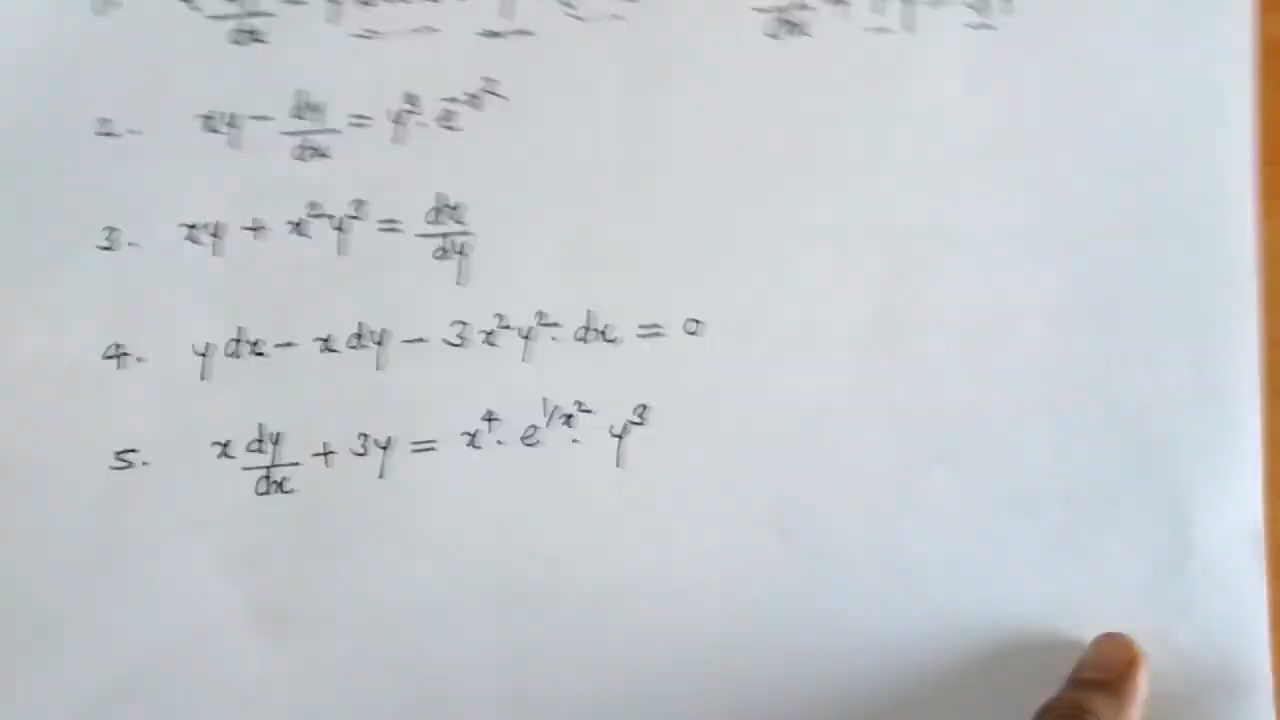 2. xy - dy/dx = y³. e^-x²
3. xy + x²y³ = dx/dy
4. y dx - x dy - 3x²y². dx = 0
5. x dy/dx + 3y = x⁴. e^1/x². y³